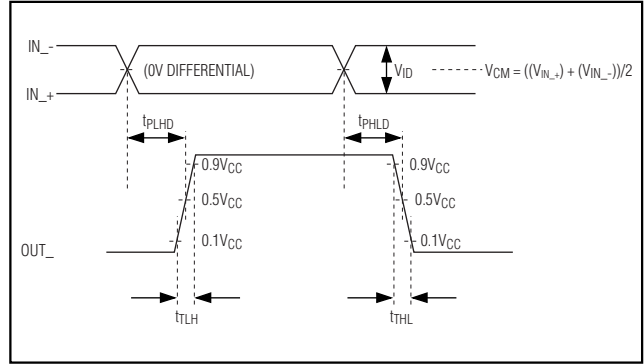 IN_-
(0V DIFFERENTIAL)
VID
VCM = ((VIN_+) + (VIN_-))/2
IN_+
tPLHD
tPHLD
0.9VCC
0.9VCC
0.5VCC
0.5VCC
0.1VCC
0.1VCC
OUT_
tTLH
tTHL